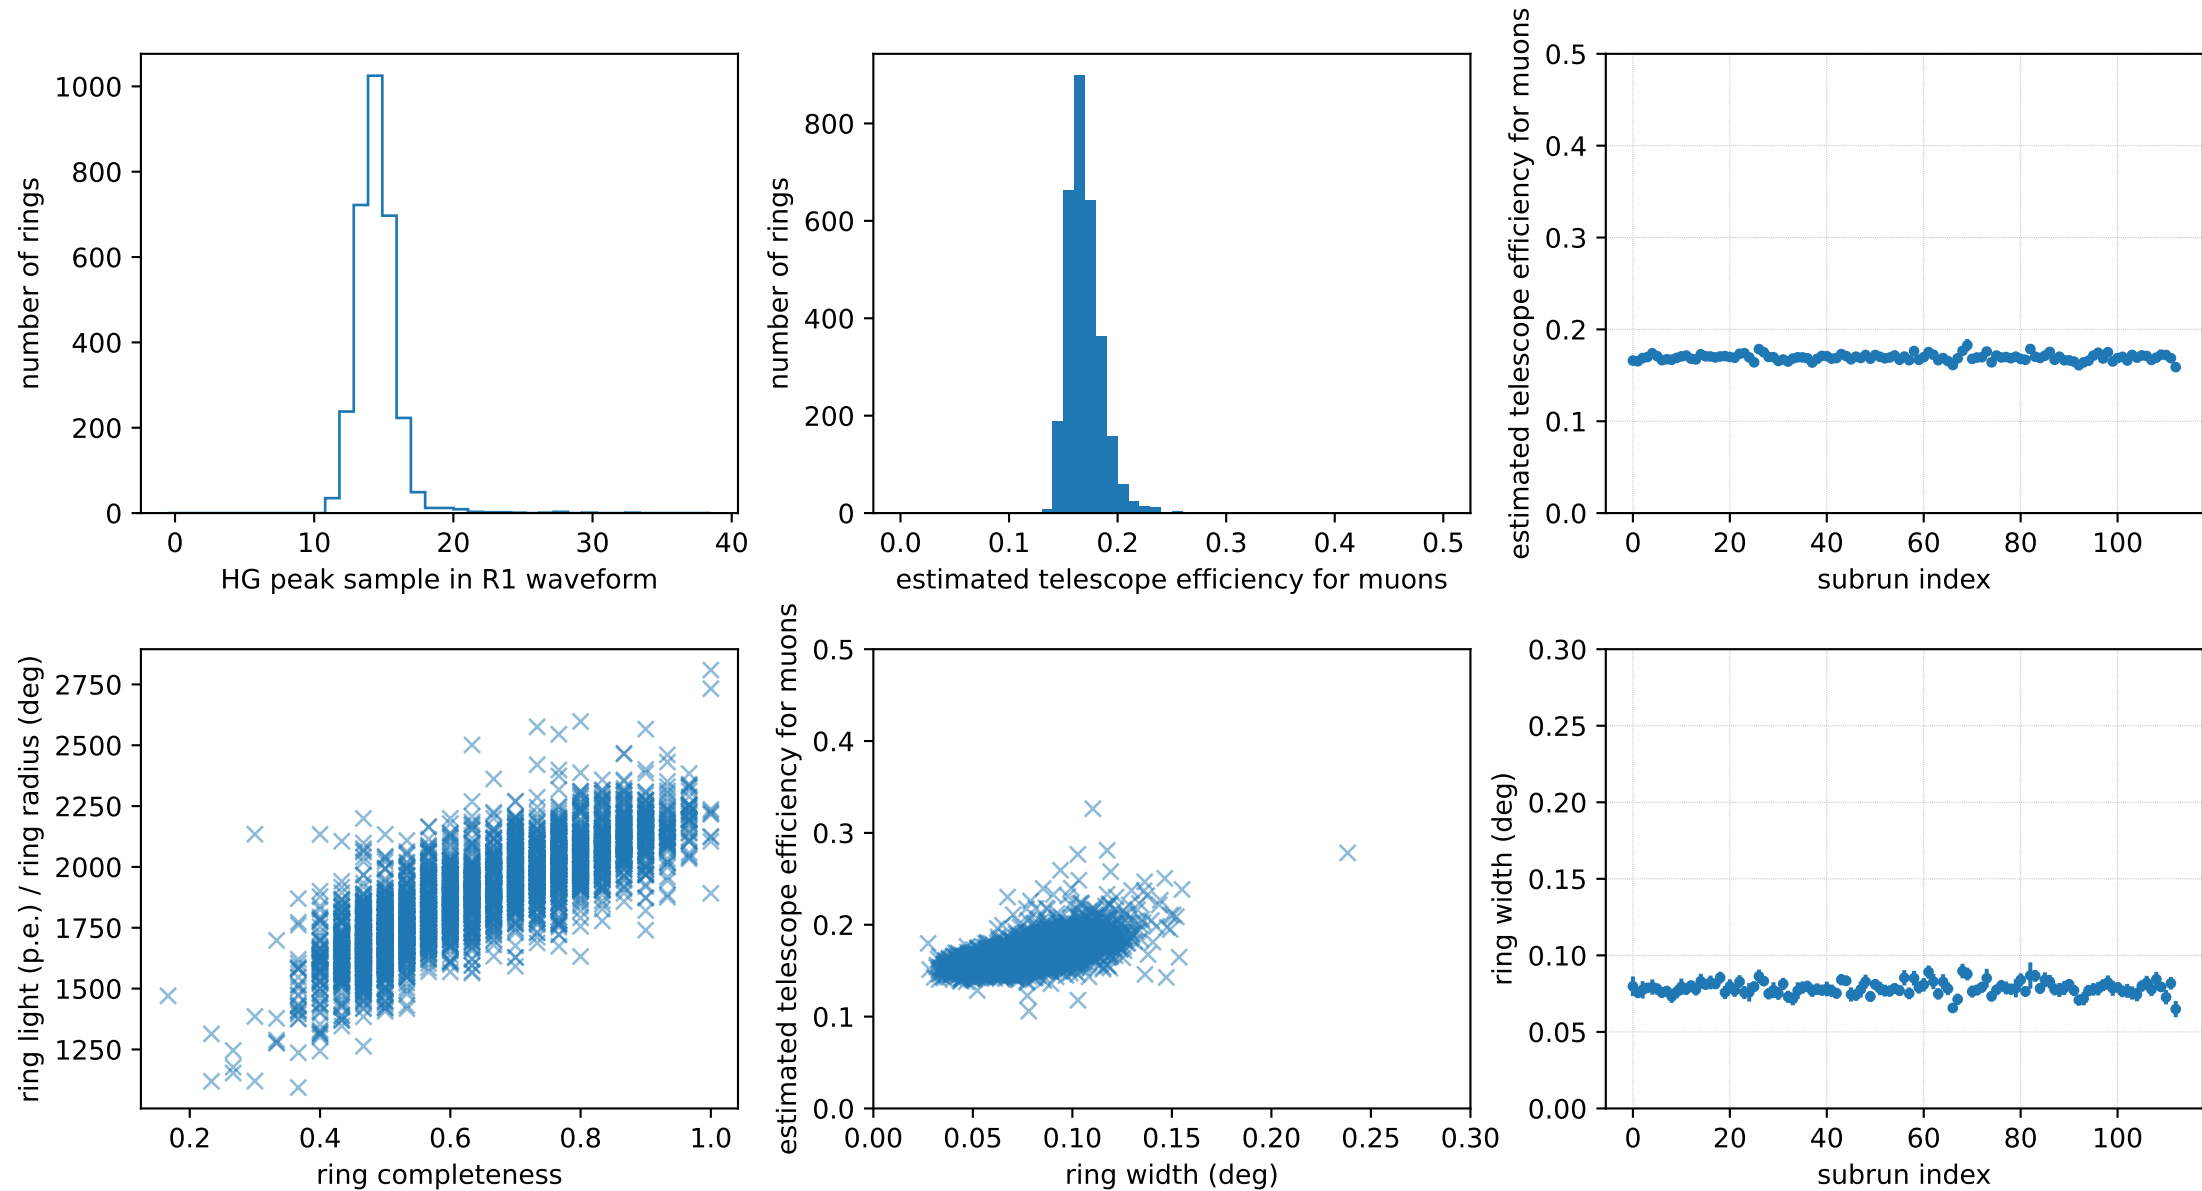 number of rings
1000
800
600
400
200
0
0 10 20 30 40
HG peak sample in R1 waveform
number of rings
800
600
400
200
0
0.0 0.1 0.2 0.3 0.4 0.5
estimated telescope efficiency for muons
estimated telescope efficiency for muons
0.5
0.4
0.3
0.2
0.1
0.0
0 20 40 60 80 100
subrun index
ring light (p.e.) / ring radius (deg)
2750
2500
2250
2000
1750
1500
1250
0.2 0.4 0.6 0.8 1.0
ring completeness
estimated telescope efficiency for muons
0.5
0.4
0.3
0.2
0.1
0.0
0.00 0.05 0.10 0.15 0.20 0.25 0.30
ring width (deg)
ring width (deg)
0.30
0.25
0.20
0.15
0.10
0.05
0.00
0 20 40 60 80 100
subrun index